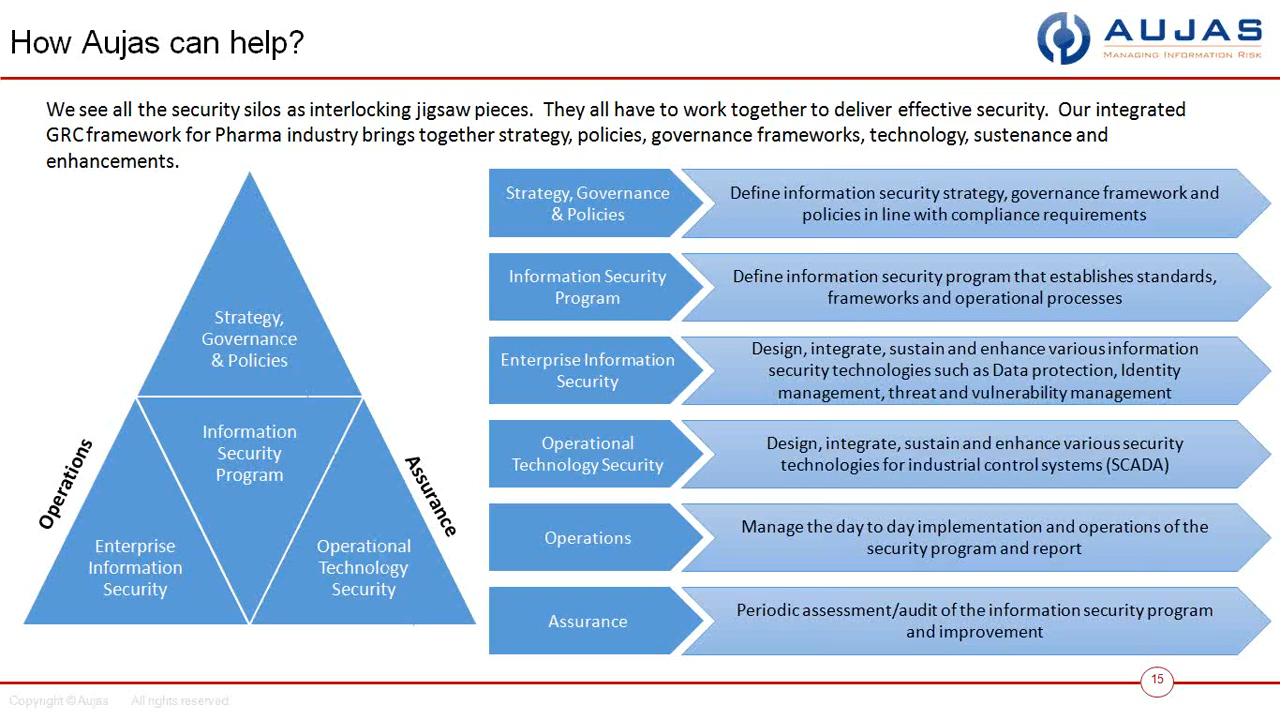 How Aujas can help?
AUJAS
MANAGING INFORMATION RISK
We see all the security silos as interlocking jigsaw pieces. They all have to work together to deliver effective security. Our integrated
GRC framework for Pharma industry brings together strategy, policies, governance frameworks, technology, sustenance and
enhancements.
Strategy,
Governance
& Policies
Information
Security
Program
Enterprise
Information
Security
Operational
Technology
Security
Operations
Assurance
Strategy, Governance
& Policies
Define information security strategy, governance framework and
policies in line with compliance requirements
Information Security
Program
Define information security program that establishes standards,
frameworks and operational processes
Enterprise Information
Security
Design, integrate, sustain and enhance various information
security technologies such as Data protection, Identity
management, threat and vulnerability management
Operational
Technology Security
Design, integrate, sustain and enhance various security
technologies for industrial control systems (SCADA)
Operations
Manage the day to day implementation and operations of the
security program and report
Assurance
Periodic assessment/audit of the information security program
and improvement
15
Copyright © Aujas All rights reserved.